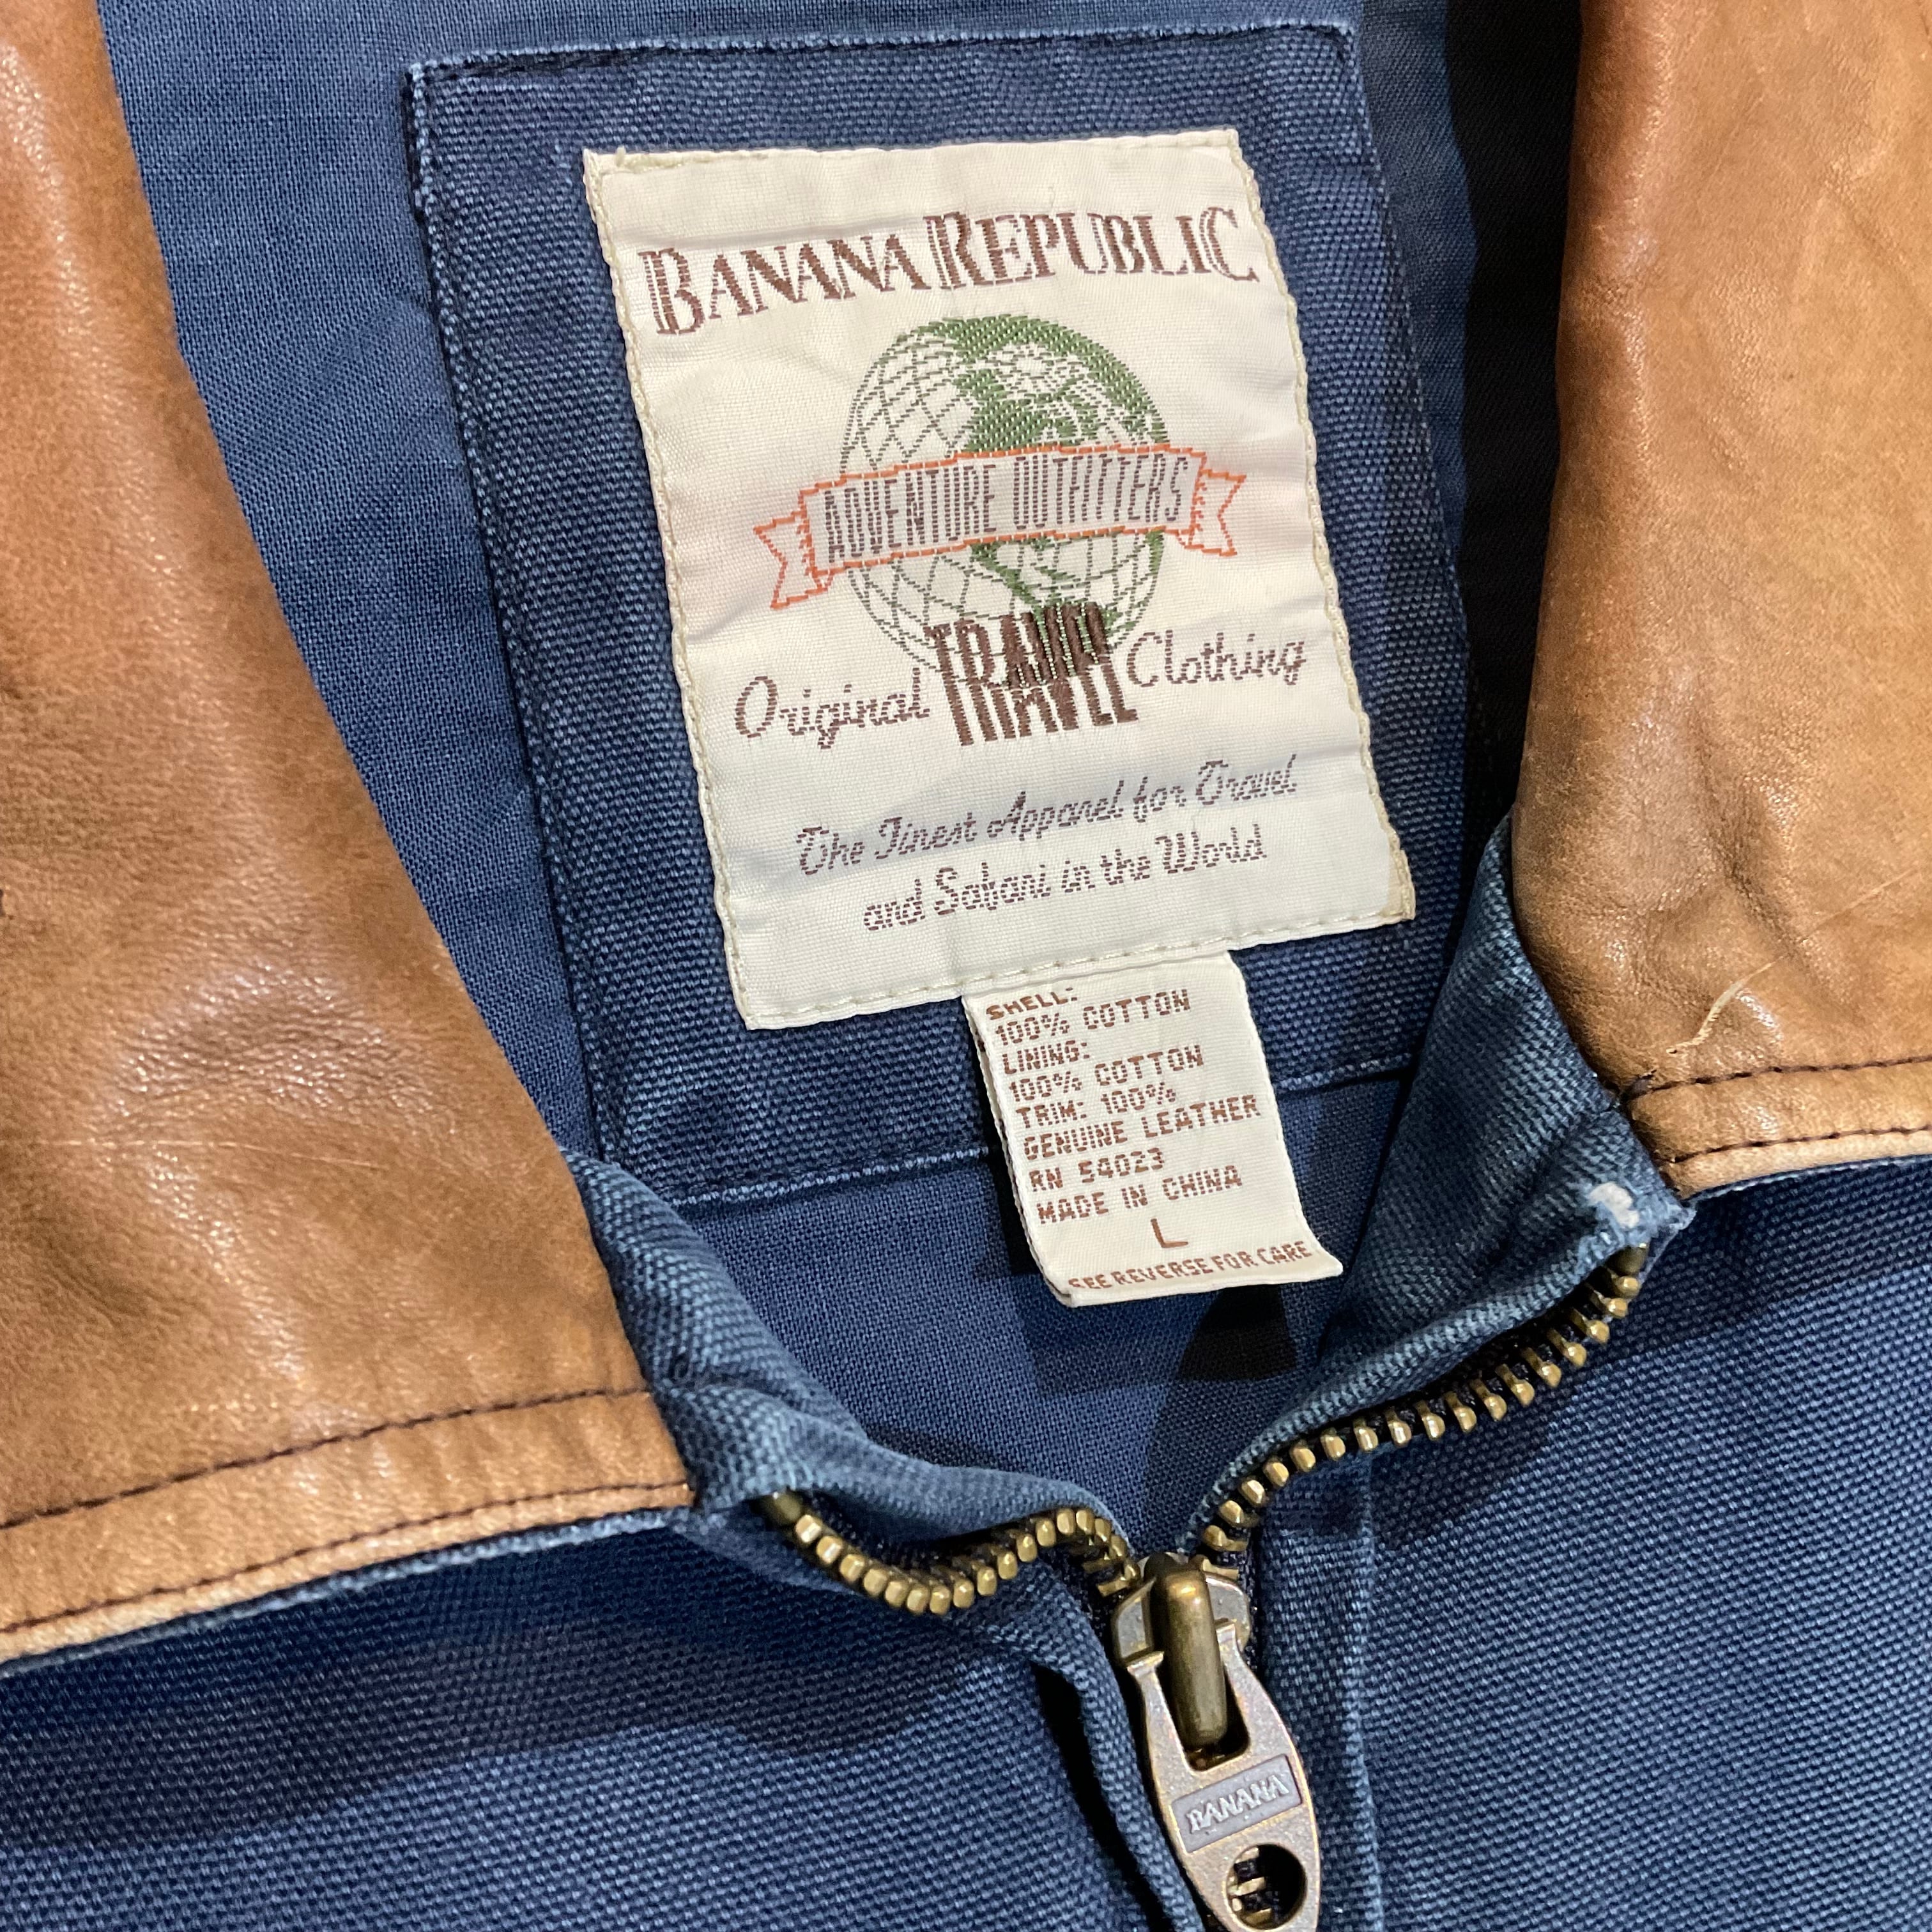 BANANA REPUBLIC
ADVENTURE OUTFITTERS
Original TRAVEL Clothing
The Finest Apparel for Travel
and Safari in the World
SHELL:
100% COTTON
LINING:
100% COTTON
TRIM: 100%
GENUINE LEATHER
RN 54023
MADE IN CHINA
L
SEE REVERSE FOR CARE
BANANA